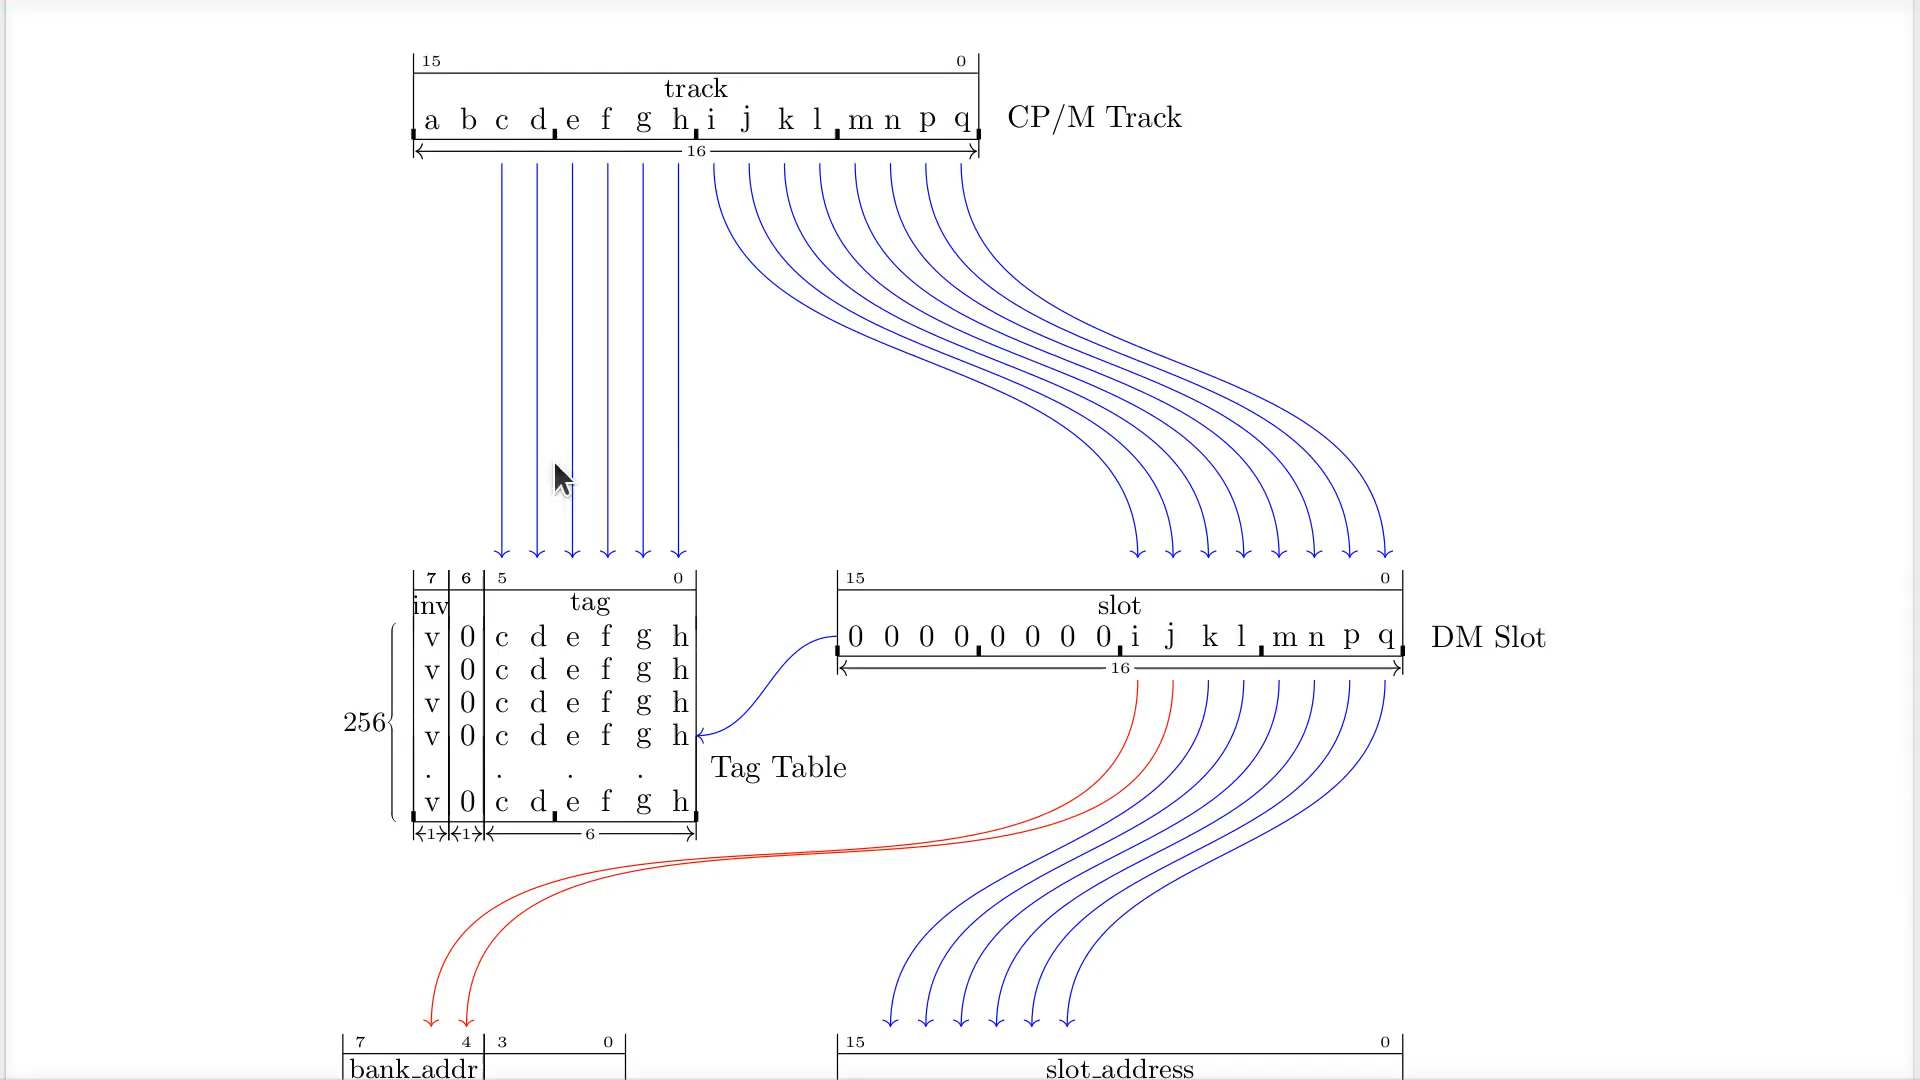 15 0
track
a b c d e f g h i j k l m n p q
CP/M Track
16
7 6 5 0
inv tag
v 0 c d e f g h
v 0 c d e f g h
v 0 c d e f g h
v 0 c d e f g h
. . . .
v 0 c d e f g h
256
1 1 6
Tag Table
15 0
slot
0 0 0 0 0 0 0 0 i j k l m n p q
DM Slot
16
7 4 3 0
bank_addr
15 0
slot_address